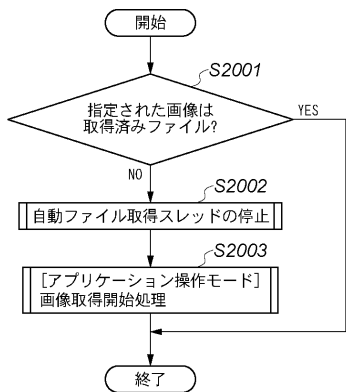 開始
S2001
指定された画像は
取得済みファイル?
YES
NO
S2002
自動ファイル取得スレッドの停止
S2003
[アプリケーション操作モード]
画像取得開始処理
終了